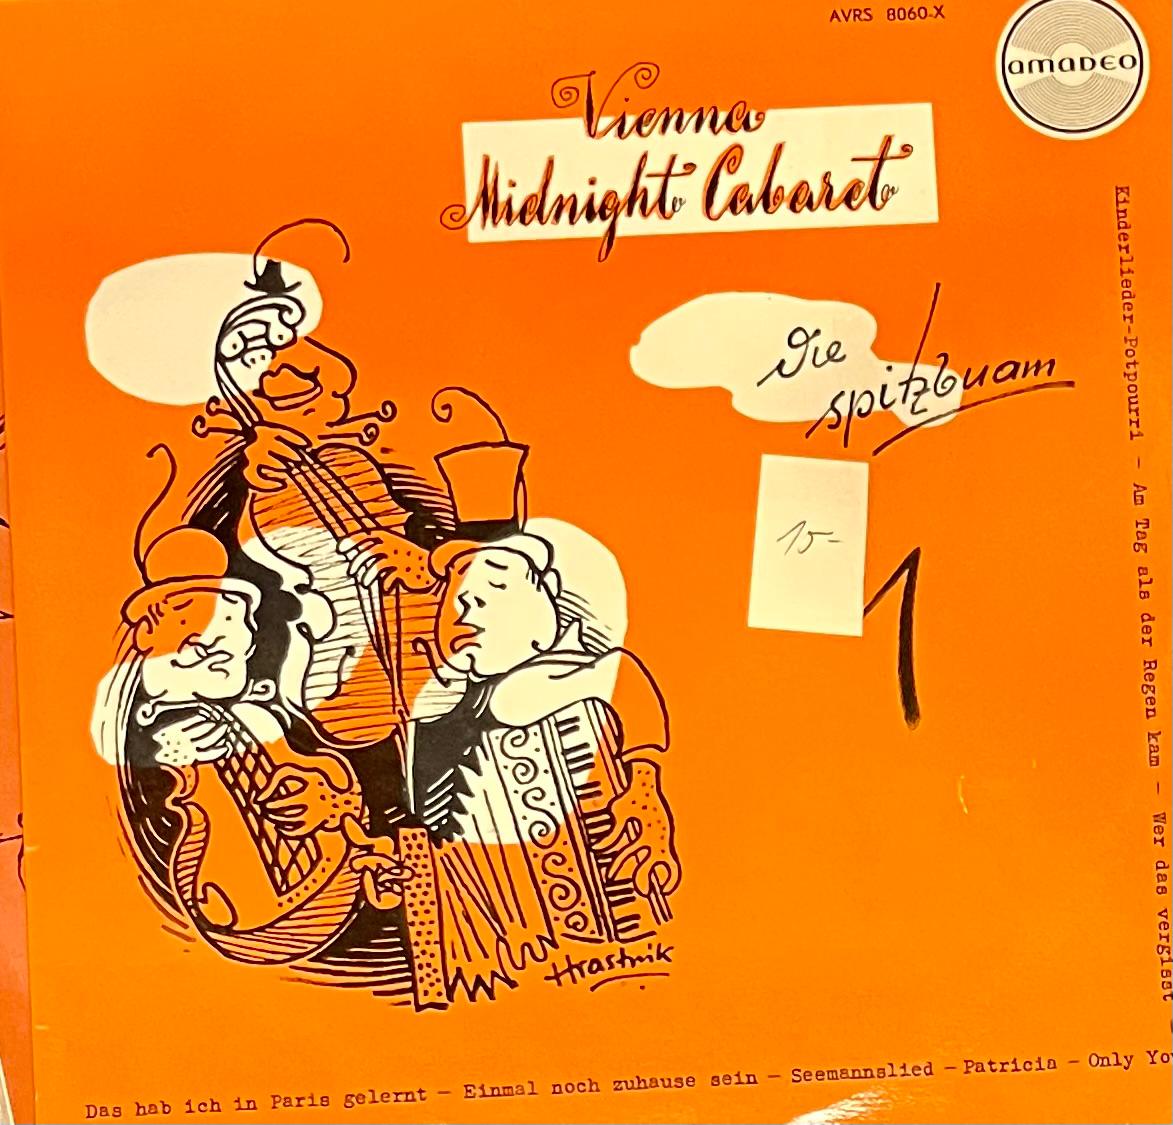 AVRS 8060-X
amadeo
Vienna
Midnight Cabaret
Die
spitzbuam
15-
1
Kinderlieder-Potpourri - Am Tag als der Regen kam - Wer das vergisst -
Hrastnik
Das hab ich in Paris gelernt - Einmal noch zuhause sein - Seemannslied - Patricia - Only You